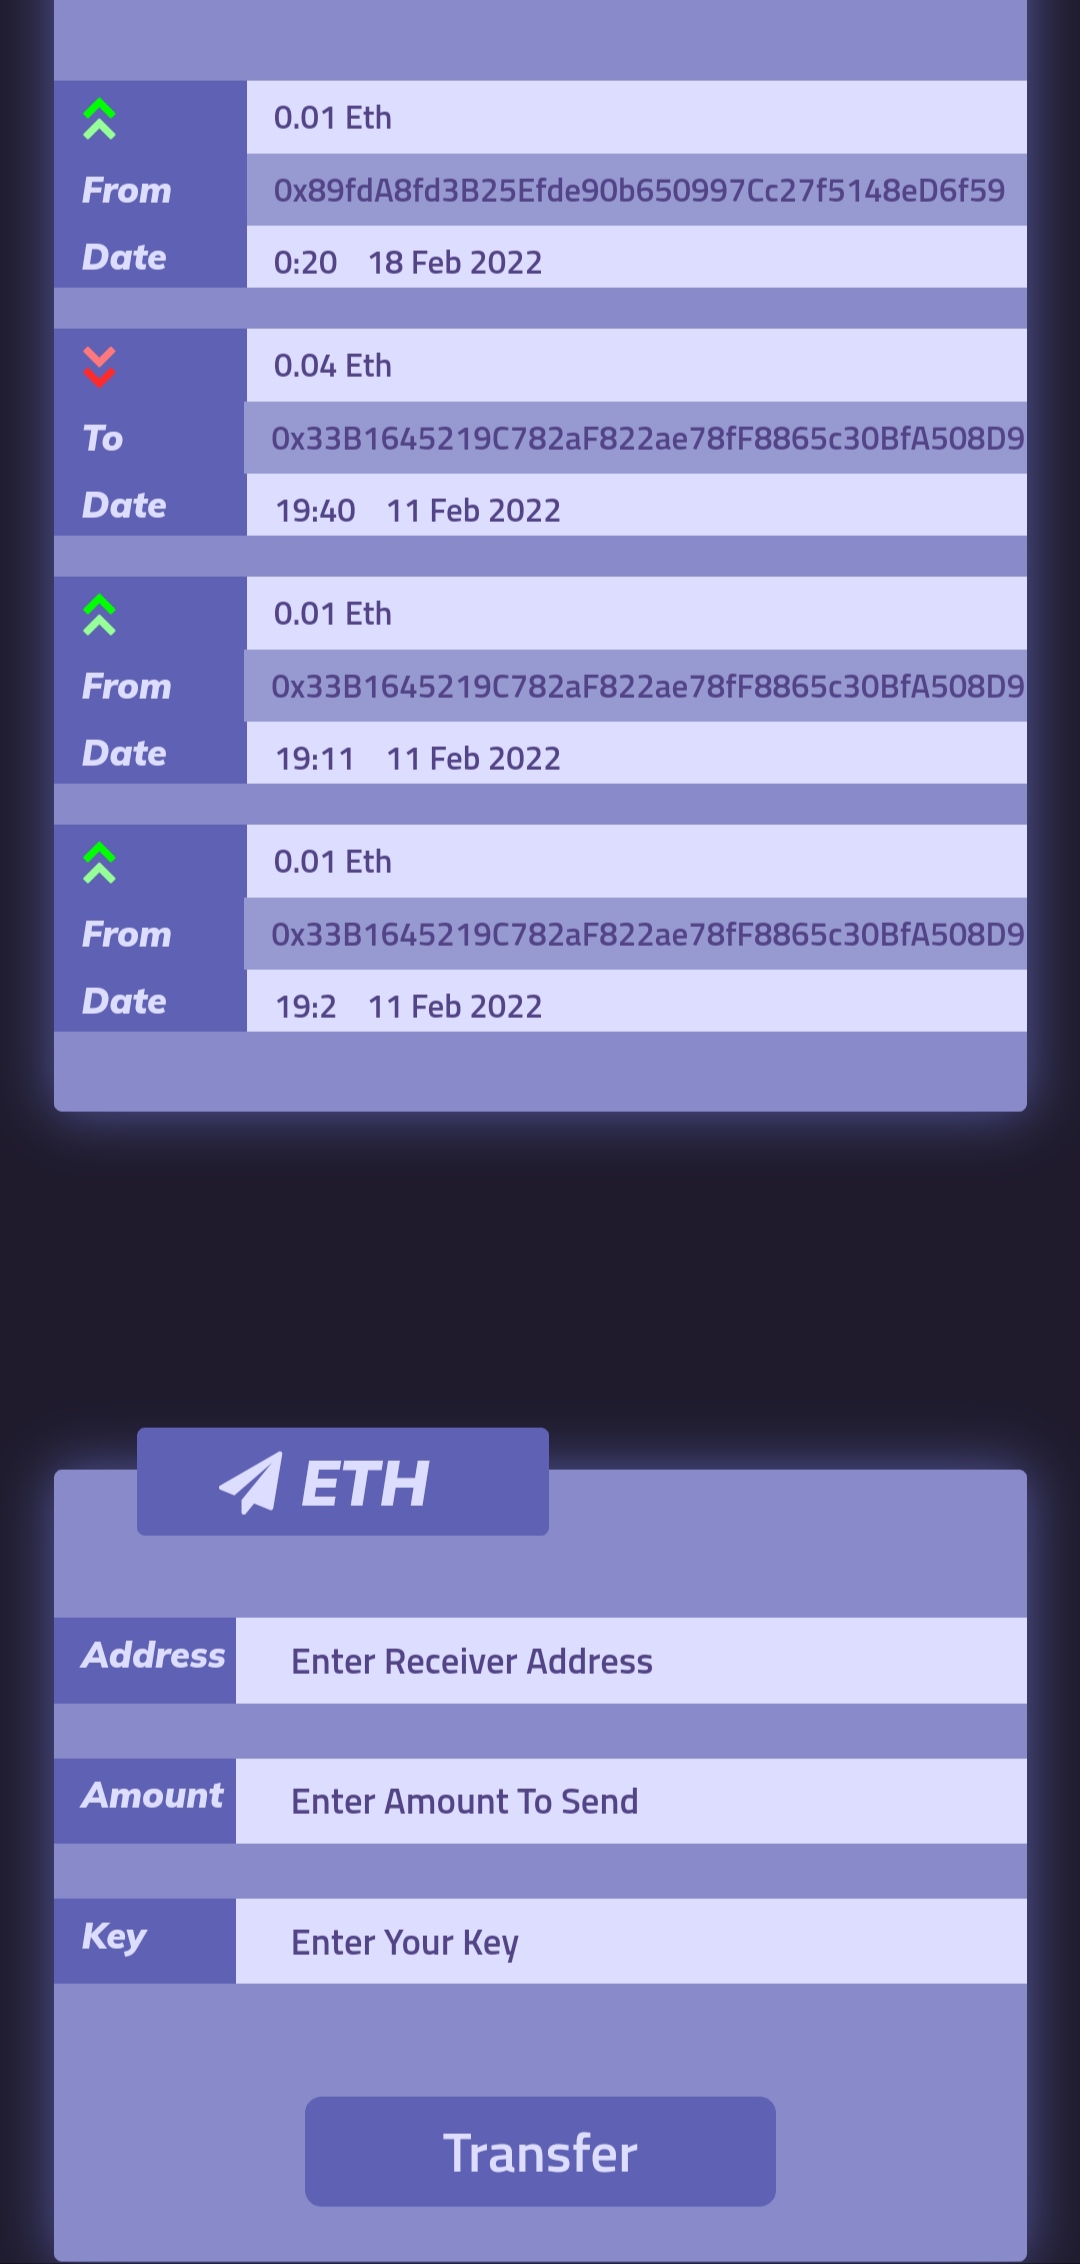 0.01 Eth
From 0x89fdA8fd3B25Efde90b650997Cc27f5148eD6f59
Date 0:20 18 Feb 2022
0.04 Eth
To 0x33B1645219C782aF822ae78fF8865c30BfA508D9
Date 19:40 11 Feb 2022
0.01 Eth
From 0x33B1645219C782aF822ae78fF8865c30BfA508D9
Date 19:11 11 Feb 2022
0.01 Eth
From 0x33B1645219C782aF822ae78fF8865c30BfA508D9
Date 19:2 11 Feb 2022
ETH
Address Enter Receiver Address
Amount Enter Amount To Send
Key Enter Your Key
Transfer